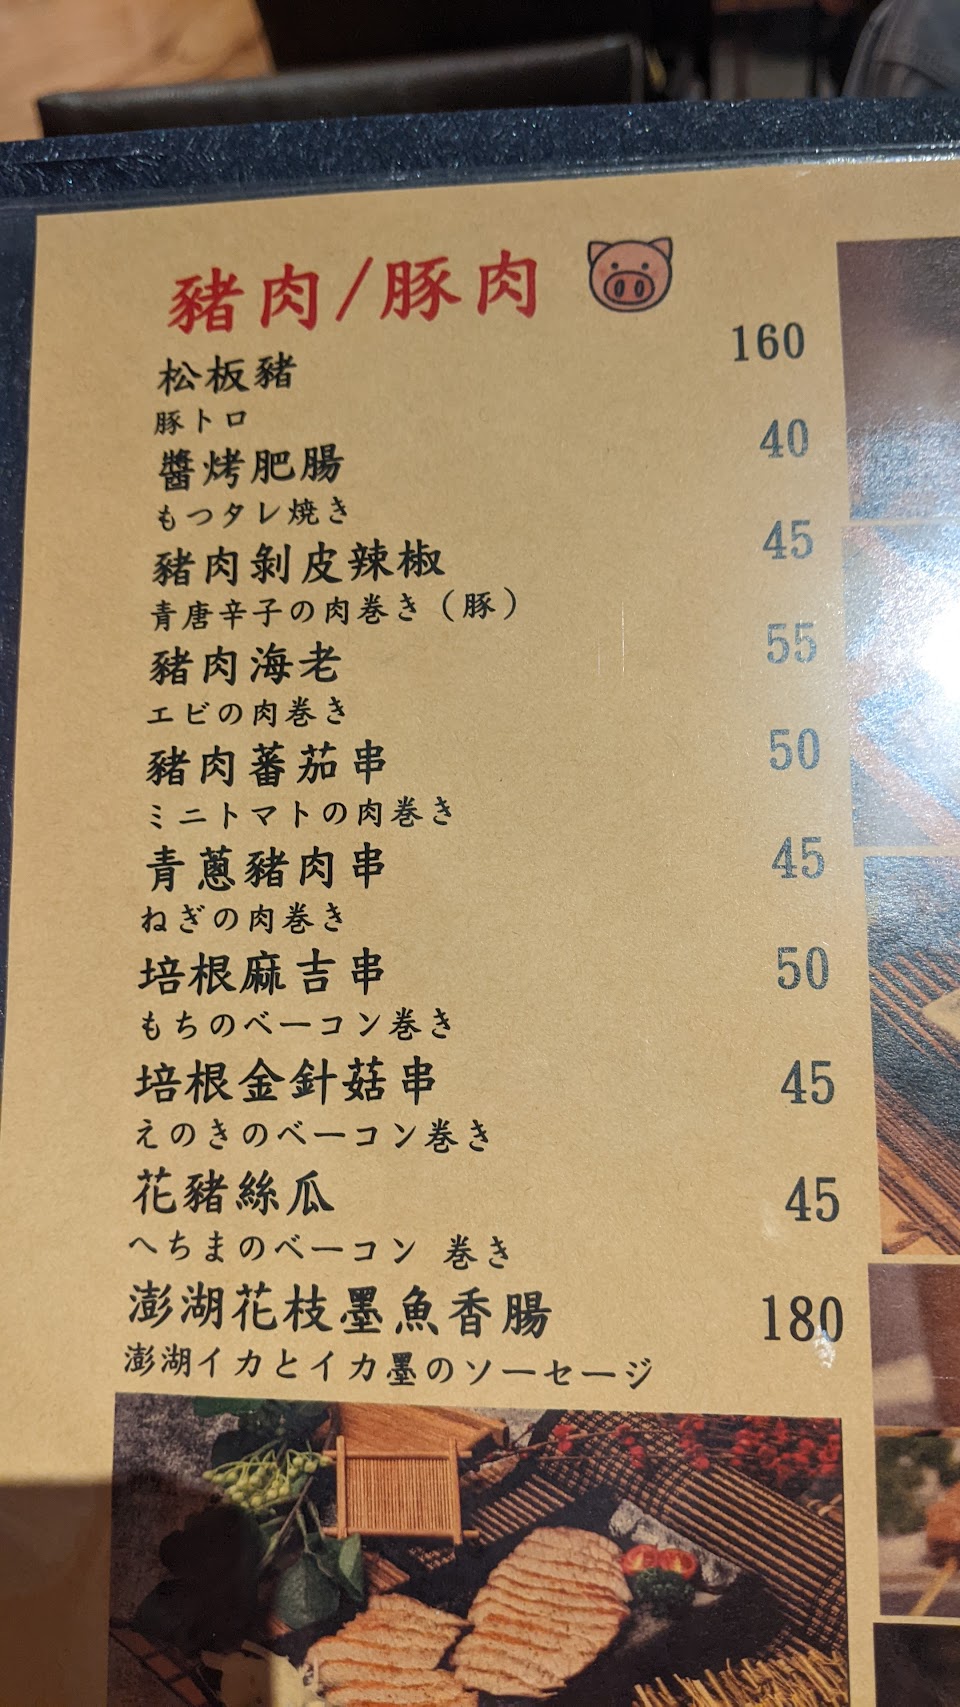 豬肉/豚肉
松板豬 160
豚トロ
醬烤肥腸 40
もつタレ焼き
豬肉剝皮辣椒 45
青唐辛子の肉巻き（豚）
豬肉海老 55
エビの肉巻き
豬肉蕃茄串 50
ミニトマトの肉巻き
青蔥豬肉串 45
ねぎの肉巻き
培根麻吉串 50
もちのベーコン巻き
培根金針菇串 45
えのきのベーコン巻き
花豬絲瓜 45
へちまのベーコン 巻き
澎湖花枝墨魚香腸 180
澎湖イカとイカ墨のソーセージ